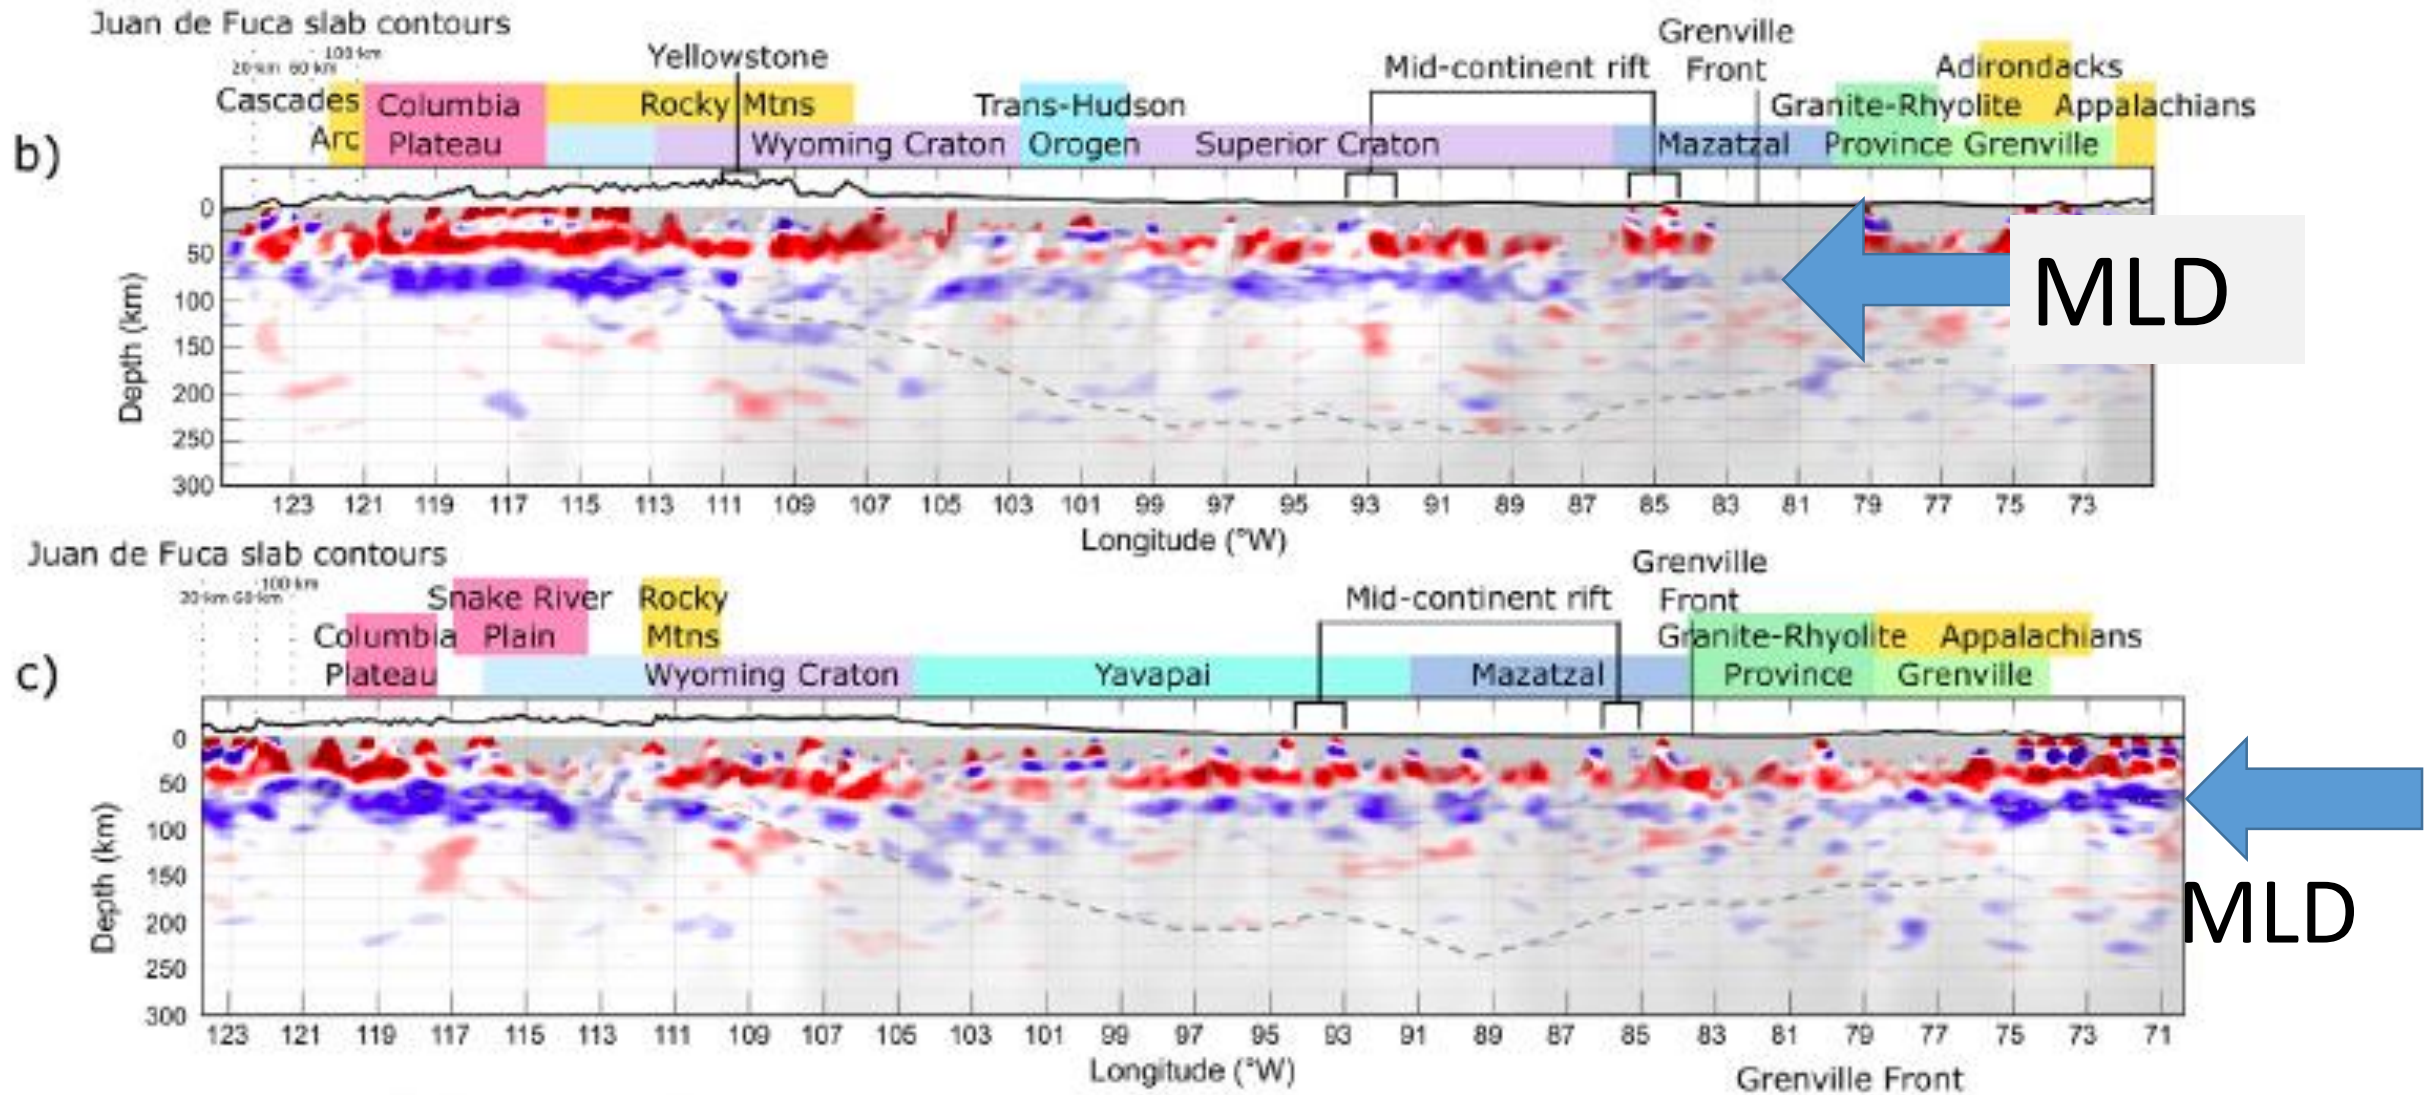 Juan de Fuca slab contours
20 km 60 km 100 km
Yellowstone
Grenville
Front
Mid-continent rift
Adirondacks
Cascades
Arc
Columbia
Plateau
Rocky Mtns
Trans-Hudson
Orogen
Granite-Rhyolite
Province
Appalachians
b)
Wyoming Craton
Superior Craton
Mazatzal
Grenville
MLD
Depth (km)
0
50
100
150
200
250
300
123 121 119 117 115 113 111 109 107 105 103 101 99 97 95 93 91 89 87 85 83 81 79 77 75 73
Longitude (°W)
Juan de Fuca slab contours
20 km 60 km 100 km
Grenville
Front
Snake River
Plain
Rocky
Mtns
Mid-continent rift
Columbia
Plateau
Granite-Rhyolite
Province
Appalachians
c)
Wyoming Craton
Yavapai
Mazatzal
Grenville
MLD
Depth (km)
0
50
100
150
200
250
300
123 121 119 117 115 113 111 109 107 105 103 101 99 97 95 93 91 89 87 85 83 81 79 77 75 73 71
Longitude (°W)
Grenville Front